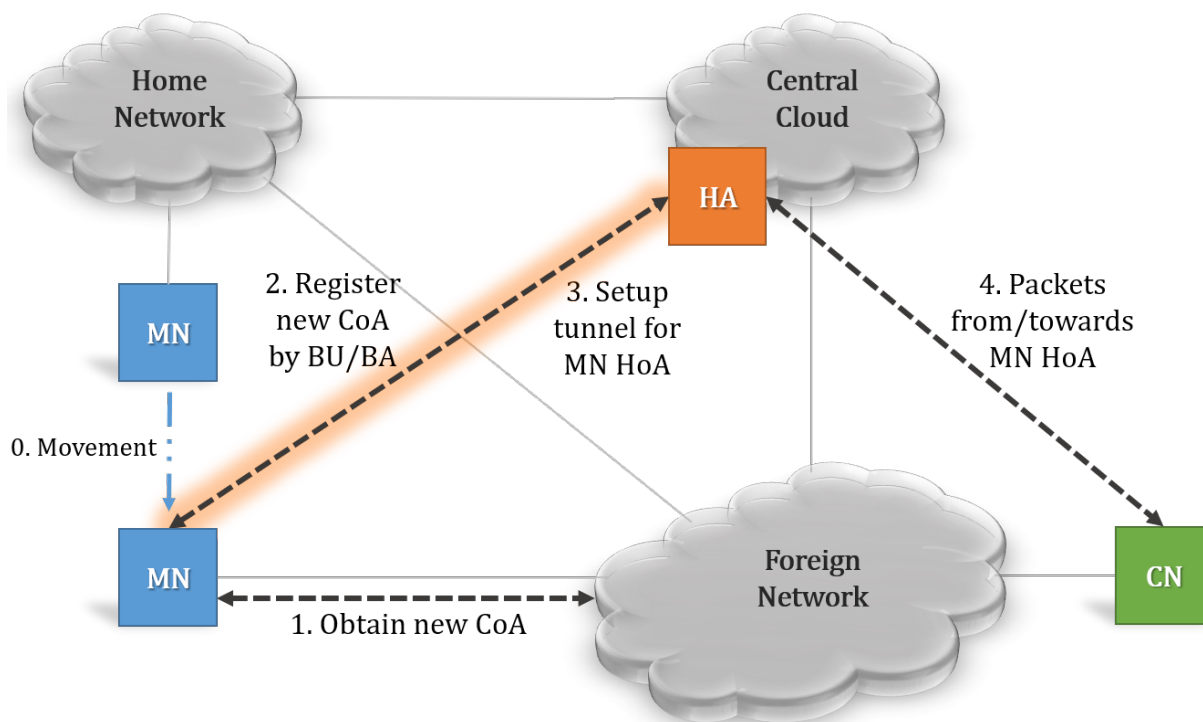 Home
Network
Central
Cloud
HA
MN
2. Register
new CoA
by BU/BA
3. Setup
tunnel for
MN HoA
4. Packets
from/towards
MN HoA
0. Movement
MN
1. Obtain new CoA
Foreign
Network
CN